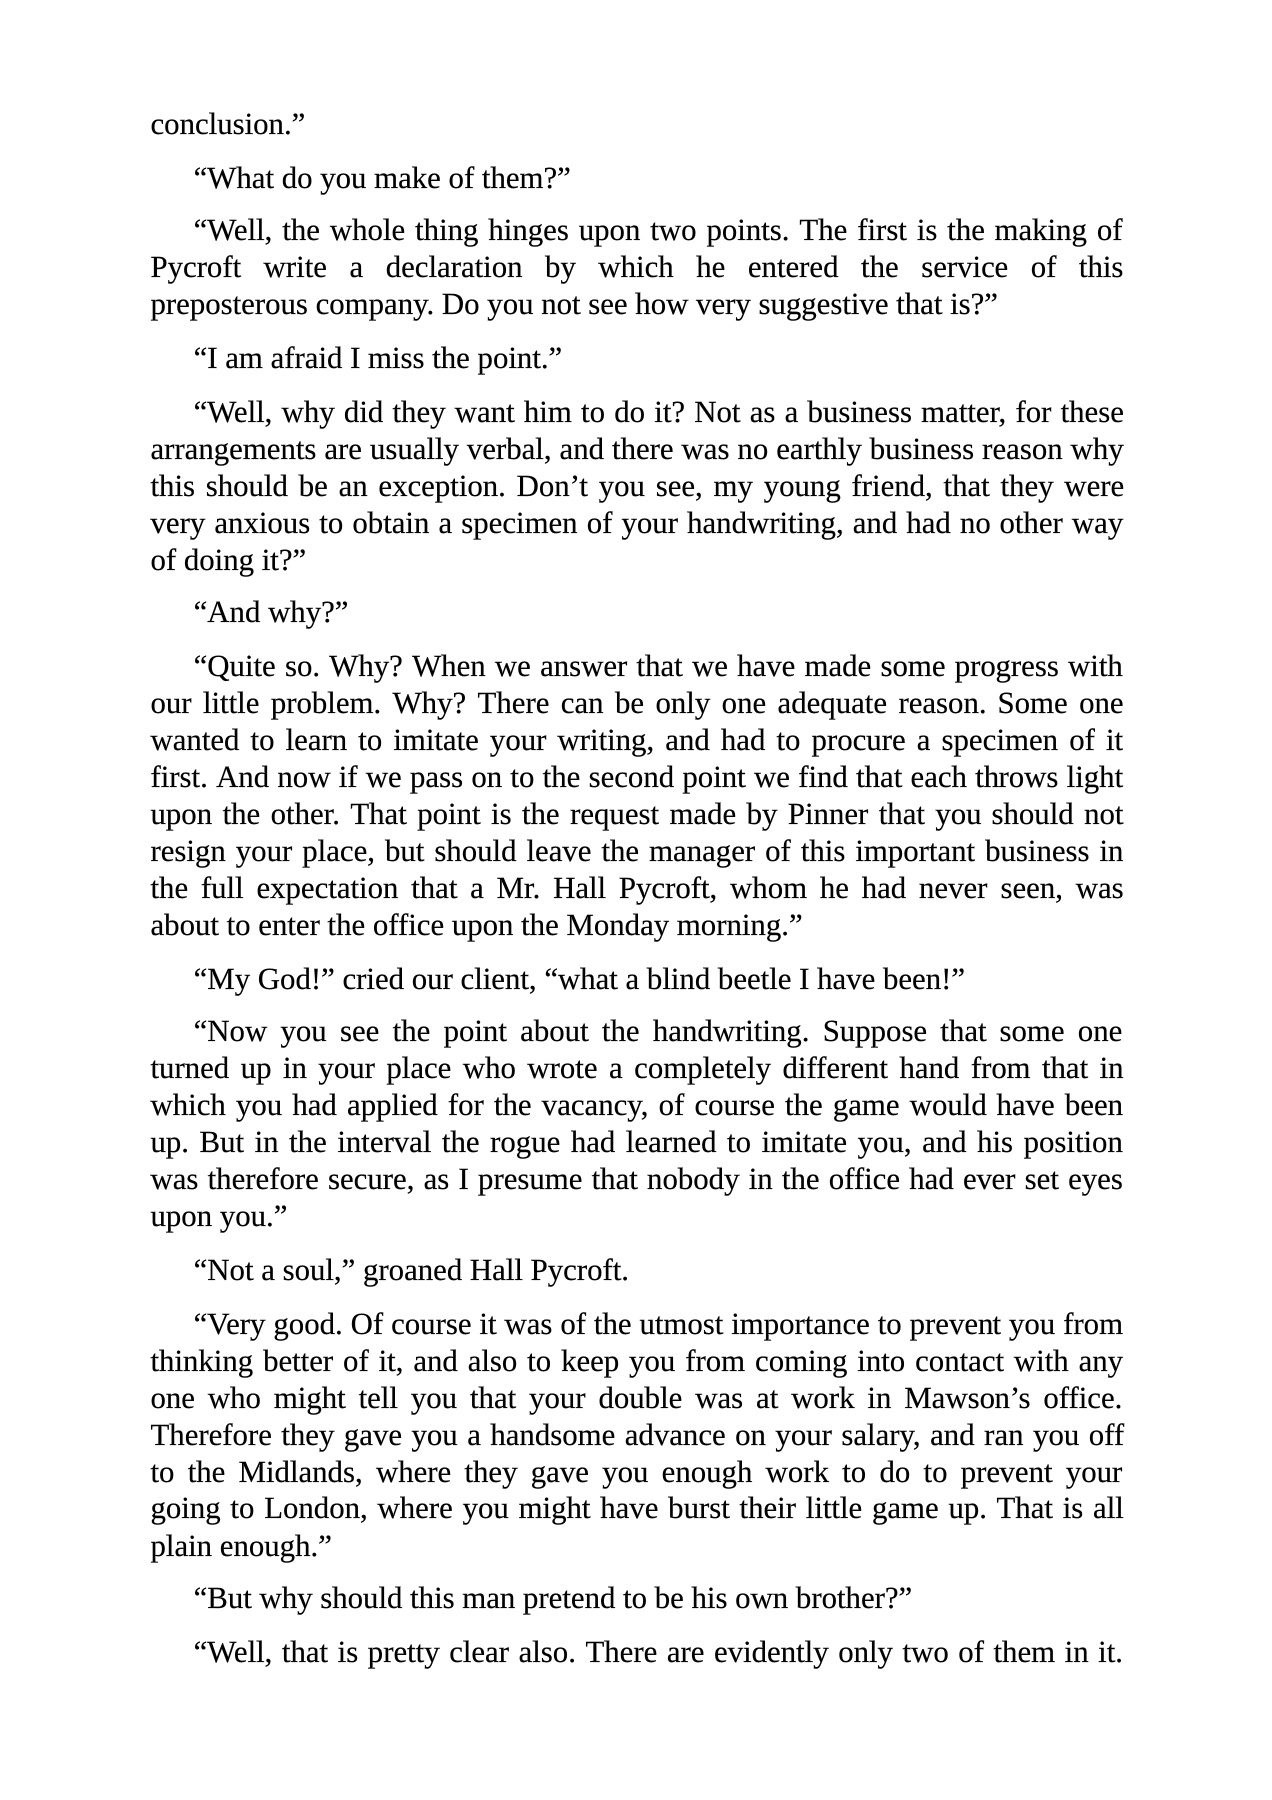 conclusion.”
“What do you make of them?”
“Well, the whole thing hinges upon two points. The first is the making of
Pycroft write a declaration by which he entered the service of this
preposterous company. Do you not see how very suggestive that is?”
“I am afraid I miss the point.”
“Well, why did they want him to do it? Not as a business matter, for these
arrangements are usually verbal, and there was no earthly business reason why
this should be an exception. Don’t you see, my young friend, that they were
very anxious to obtain a specimen of your handwriting, and had no other way
of doing it?”
“And why?”
“Quite so. Why? When we answer that we have made some progress with
our little problem. Why? There can be only one adequate reason. Some one
wanted to learn to imitate your writing, and had to procure a specimen of it
first. And now if we pass on to the second point we find that each throws light
upon the other. That point is the request made by Pinner that you should not
resign your place, but should leave the manager of this important business in
the full expectation that a Mr. Hall Pycroft, whom he had never seen, was
about to enter the office upon the Monday morning.”
“My God!” cried our client, “what a blind beetle I have been!”
“Now you see the point about the handwriting. Suppose that some one
turned up in your place who wrote a completely different hand from that in
which you had applied for the vacancy, of course the game would have been
up. But in the interval the rogue had learned to imitate you, and his position
was therefore secure, as I presume that nobody in the office had ever set eyes
upon you.”
“Not a soul,” groaned Hall Pycroft.
“Very good. Of course it was of the utmost importance to prevent you from
thinking better of it, and also to keep you from coming into contact with any
one who might tell you that your double was at work in Mawson’s office.
Therefore they gave you a handsome advance on your salary, and ran you off
to the Midlands, where they gave you enough work to do to prevent your
going to London, where you might have burst their little game up. That is all
plain enough.”
“But why should this man pretend to be his own brother?”
“Well, that is pretty clear also. There are evidently only two of them in it.